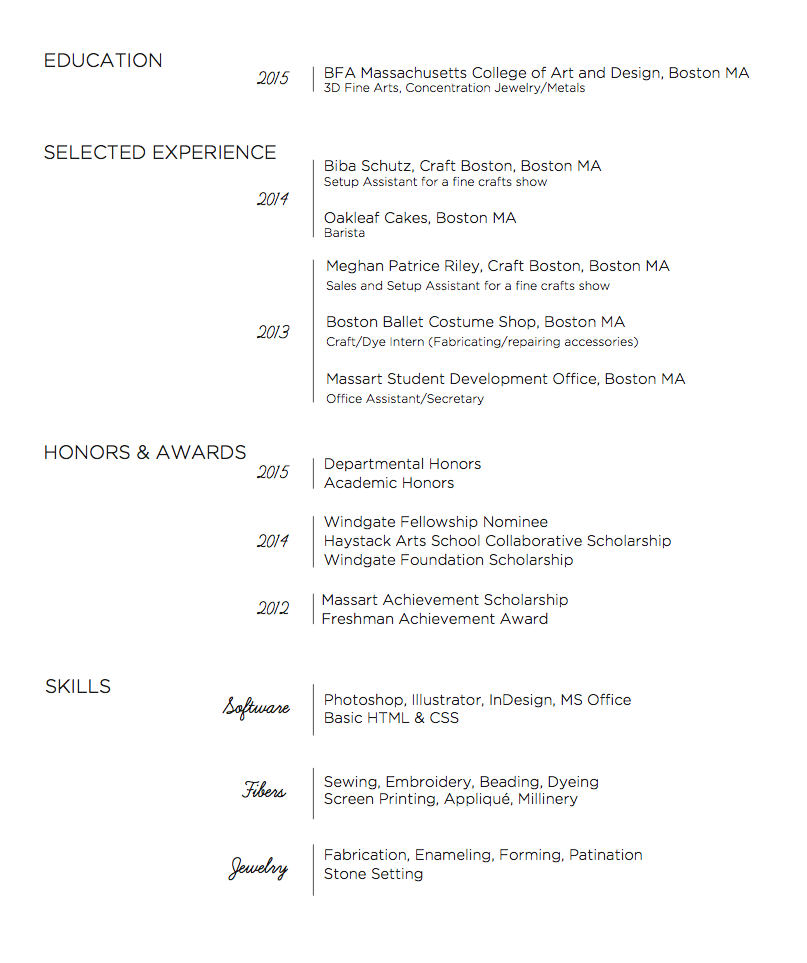 EDUCATION
2015
BFA Massachusetts College of Art and Design, Boston MA
3D Fine Arts, Concentration Jewelry/Metals
SELECTED EXPERIENCE
2014
Biba Schutz, Craft Boston, Boston MA
Setup Assistant for a fine crafts show
Oakleaf Cakes, Boston MA
Barista
2013
Meghan Patrice Riley, Craft Boston, Boston MA
Sales and Setup Assistant for a fine crafts show
Boston Ballet Costume Shop, Boston MA
Craft/Dye Intern (Fabricating/repairing accessories)
Massart Student Development Office, Boston MA
Office Assistant/Secretary
HONORS & AWARDS
2015
Departmental Honors
Academic Honors
2014
Windgate Fellowship Nominee
Haystack Arts School Collaborative Scholarship
Windgate Foundation Scholarship
2012
Massart Achievement Scholarship
Freshman Achievement Award
SKILLS
Software
Photoshop, Illustrator, InDesign, MS Office
Basic HTML & CSS
Fibers
Sewing, Embroidery, Beading, Dyeing
Screen Printing, Appliqué, Millinery
Jewelry
Fabrication, Enameling, Forming, Patination
Stone Setting